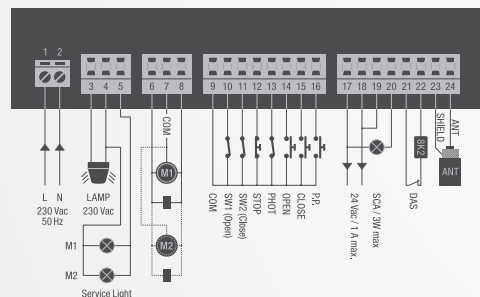 1 2
3 4 5
6 7 8
9 10 11 12 13 14 15 16
17 18 19 20 21 22 23 24
L N
230 Vac
50 Hz
LAMP
230 Vac
M1
M2
Service Light
COM
M1
M2
COM
SW1 (Open)
SW2 (Close)
STOP
PHOT
OPEN
CLOSE
P.P.
24 Vac / 1 A max.
SCA / 3W max
8K2
DAS
SHIELD
ANT
ANT